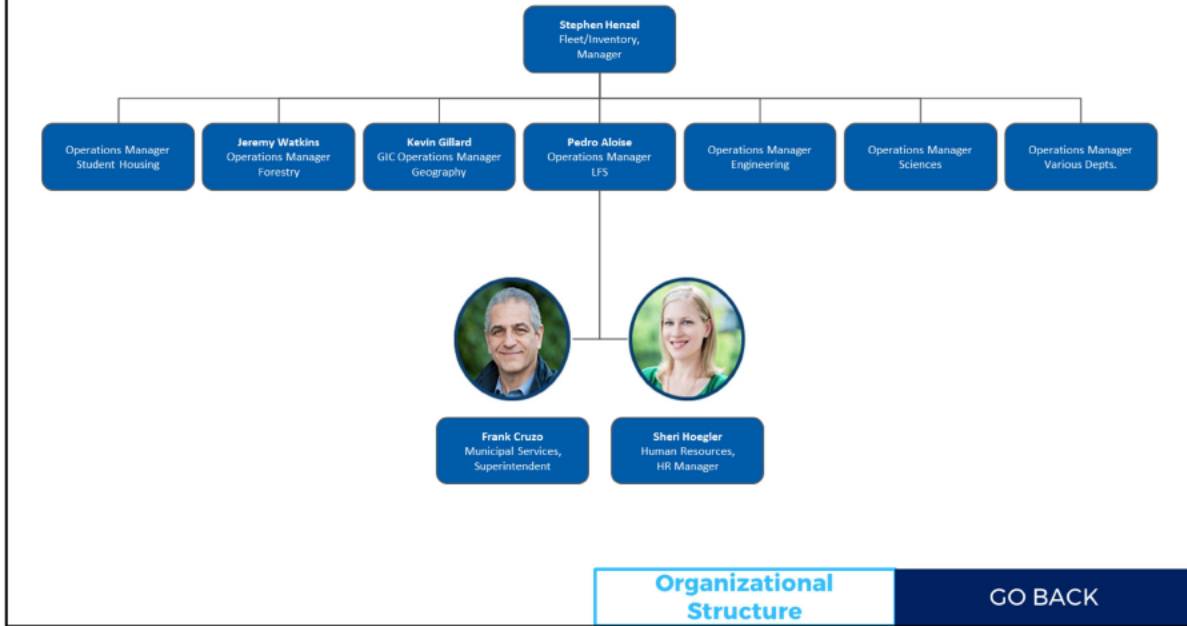 Stephen Henzel
Fleet/Inventory,
Manager
Operations Manager
Student Housing
Jeremy Watkins
Operations Manager
Forestry
Kevin Gillard
GIC Operations Manager
Geography
Pedro Aloise
Operations Manager
LFS
Operations Manager
Engineering
Operations Manager
Sciences
Operations Manager
Various Depts.
Frank Cruzo
Municipal Services,
Superintendent
Sheri Hoegler
Human Resources,
HR Manager
Organizational
Structure
GO BACK